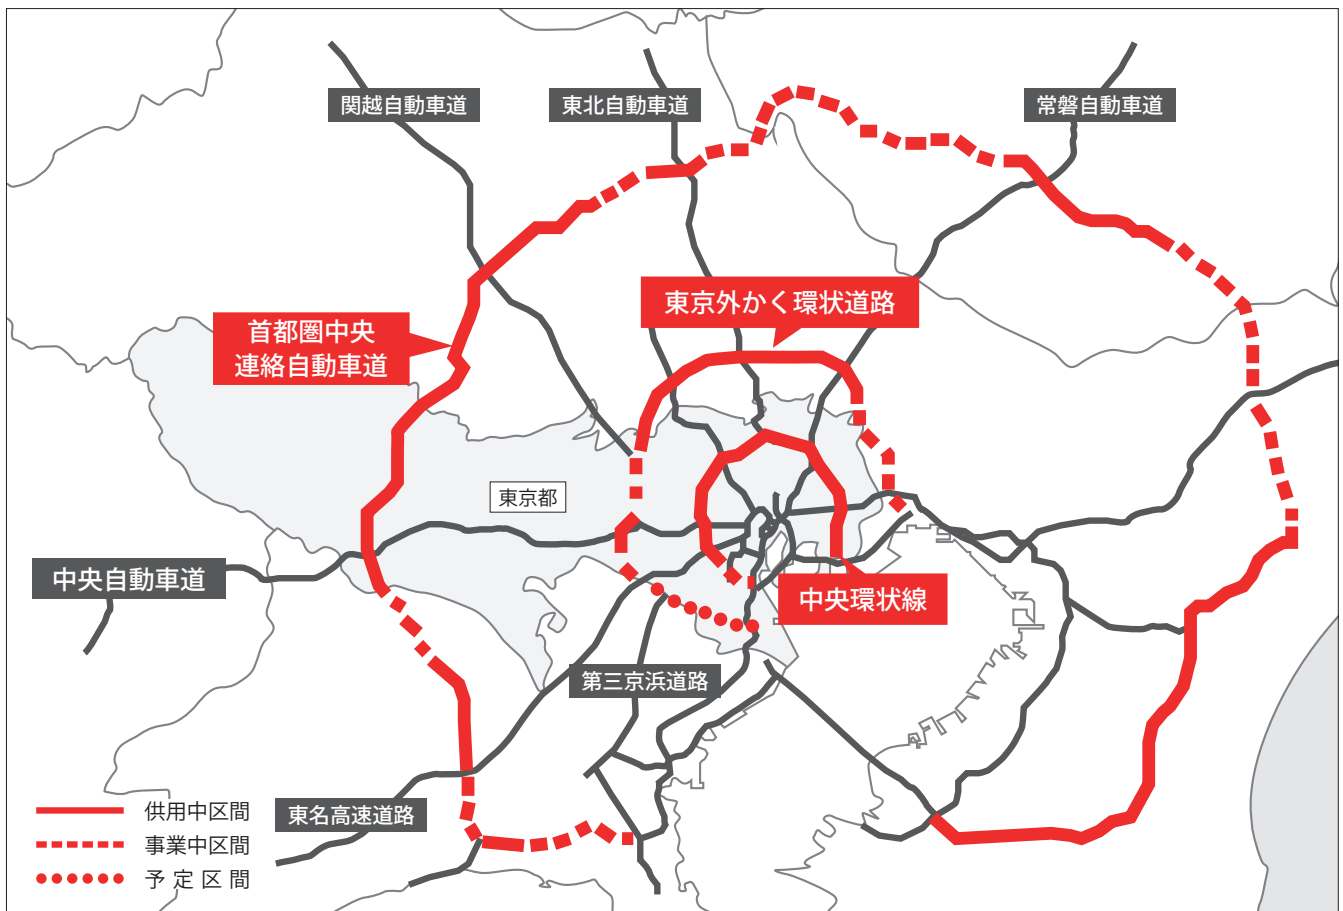 関越自動車道
東北自動車道
常磐自動車道
東京外かく環状道路
首都圏中央
連絡自動車道
東京都
中央自動車道
中央環状線
第三京浜道路
東名高速道路
供用中区間
事業中区間
予定区間